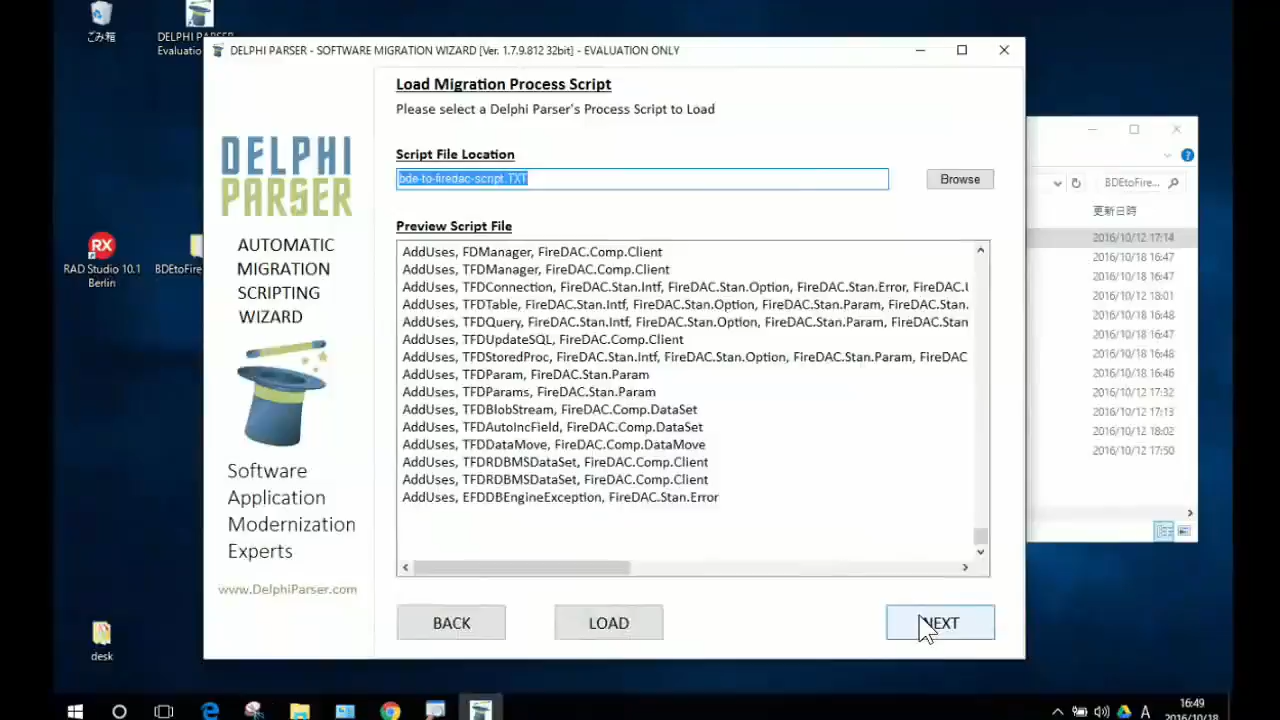 ごみ箱
DELPHI PARSER
Evaluatio
DELPHI PARSER - SOFTWARE MIGRATION WIZARD [Ver. 1.7.9.812 32bit] - EVALUATION ONLY
Load Migration Process Script
Please select a Delphi Parser's Process Script to Load
DELPHI
PARSER
AUTOMATIC
MIGRATION
SCRIPTING
WIZARD
Software
Application
Modernization
Experts
www.DelphiParser.com
Script File Location
bde-to-firedac-script.TXT
Browse
Preview Script File
AddUses, FDManager, FireDAC.Comp.Client
AddUses, TFDManager, FireDAC.Comp.Client
AddUses, TFDConnection, FireDAC.Stan.Intf, FireDAC.Stan.Option, FireDAC.Stan.Error, FireDAC.U
AddUses, TFDTable, FireDAC.Stan.Intf, FireDAC.Stan.Option, FireDAC.Stan.Param, FireDAC.Stan.
AddUses, TFDQuery, FireDAC.Stan.Intf, FireDAC.Stan.Option, FireDAC.Stan.Param, FireDAC.Stan
AddUses, TFDUpdateSQL, FireDAC.Comp.Client
AddUses, TFDStoredProc, FireDAC.Stan.Intf, FireDAC.Stan.Option, FireDAC.Stan.Param, FireDAC
AddUses, TFDParam, FireDAC.Stan.Param
AddUses, TFDParams, FireDAC.Stan.Param
AddUses, TFDBlobStream, FireDAC.Comp.DataSet
AddUses, TFDAutoIncField, FireDAC.Comp.DataSet
AddUses, TFDDataMove, FireDAC.Comp.DataMove
AddUses, TFDRDBMSDataSet, FireDAC.Comp.Client
AddUses, TFDRDBMSDataSet, FireDAC.Comp.Client
AddUses, EFDDBEngineException, FireDAC.Stan.Error
BACK
LOAD
NEXT
RX
RAD Studio 10.1
Berlin
BDEtoFire
desk
BDEtoFire...
更新日時
2016/10/12 17:14
2016/10/18 16:47
2016/10/18 16:47
2016/10/12 18:01
2016/10/18 16:48
2016/10/18 16:47
2016/10/18 16:48
2016/10/18 16:46
2016/10/12 17:32
2016/10/12 17:13
2016/10/12 18:02
2016/10/12 17:50
A
16:49
2016/10/18